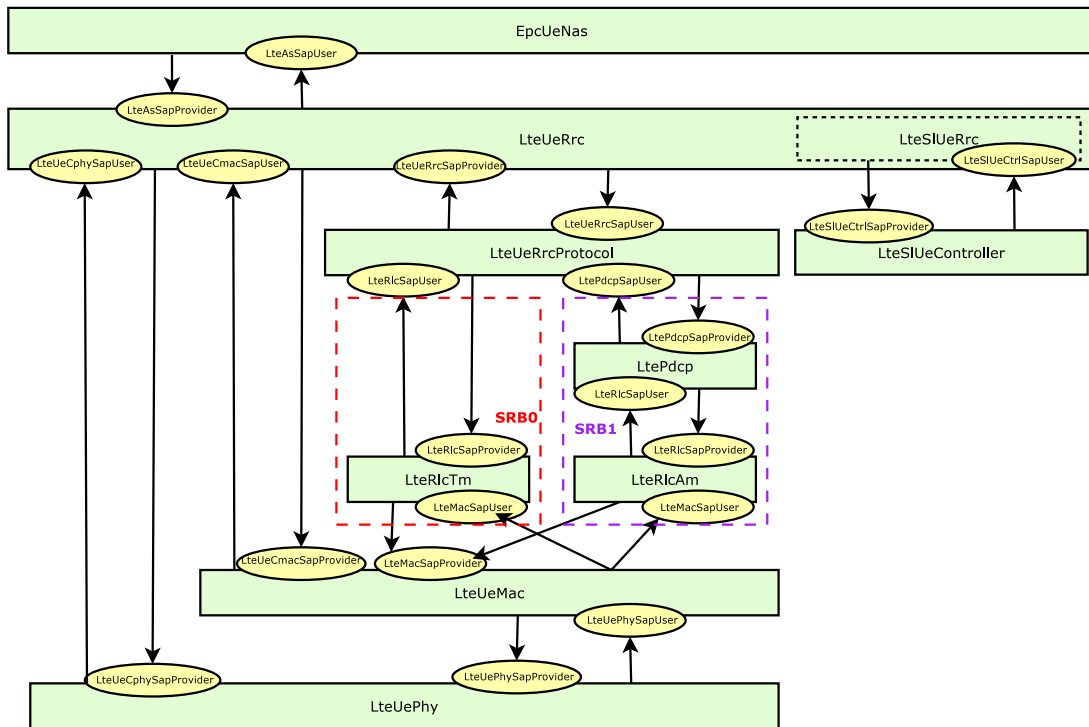 EpcUeNas
LteAsSapUser
LteAsSapProvider
LteUeRrc
LteSlUeRrc
LteUeCphySapUser
LteUeCmacSapUser
LteUeRrcSapProvider
LteSlUeCtrlSapUser
LteUeRrcSapUser
LteSlUeCtrlSapProvider
LteUeRrcProtocol
LteSlUeController
LteRlcSapUser
LtePdcpSapUser
LtePdcpSapProvider
LtePdcp
LteRlcSapUser
SRB0
SRB1
LteRlcSapProvider
LteRlcSapProvider
LteRlcTm
LteRlcAm
LteMacSapUser
LteMacSapUser
LteUeCmacSapProvider
LteMacSapProvider
LteUeMac
LteUePhySapUser
LteUeCphySapProvider
LteUePhySapProvider
LteUePhy